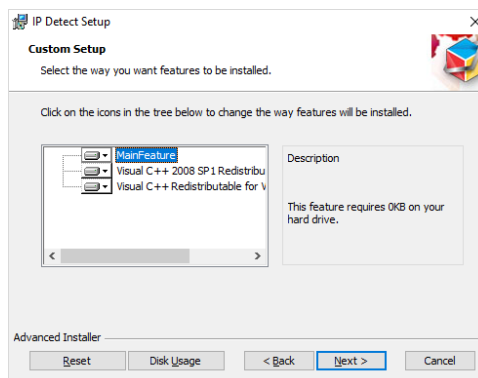 IP Detect Setup
Custom Setup
Select the way you want features to be installed.
Click on the icons in the tree below to change the way features will be installed.
MainFeature
Visual C++ 2008 SP1 Redistribu
Visual C++ Redistributable for V
Description
This feature requires 0KB on your
hard drive.
Advanced Installer
Reset
Disk Usage
< Back
Next >
Cancel